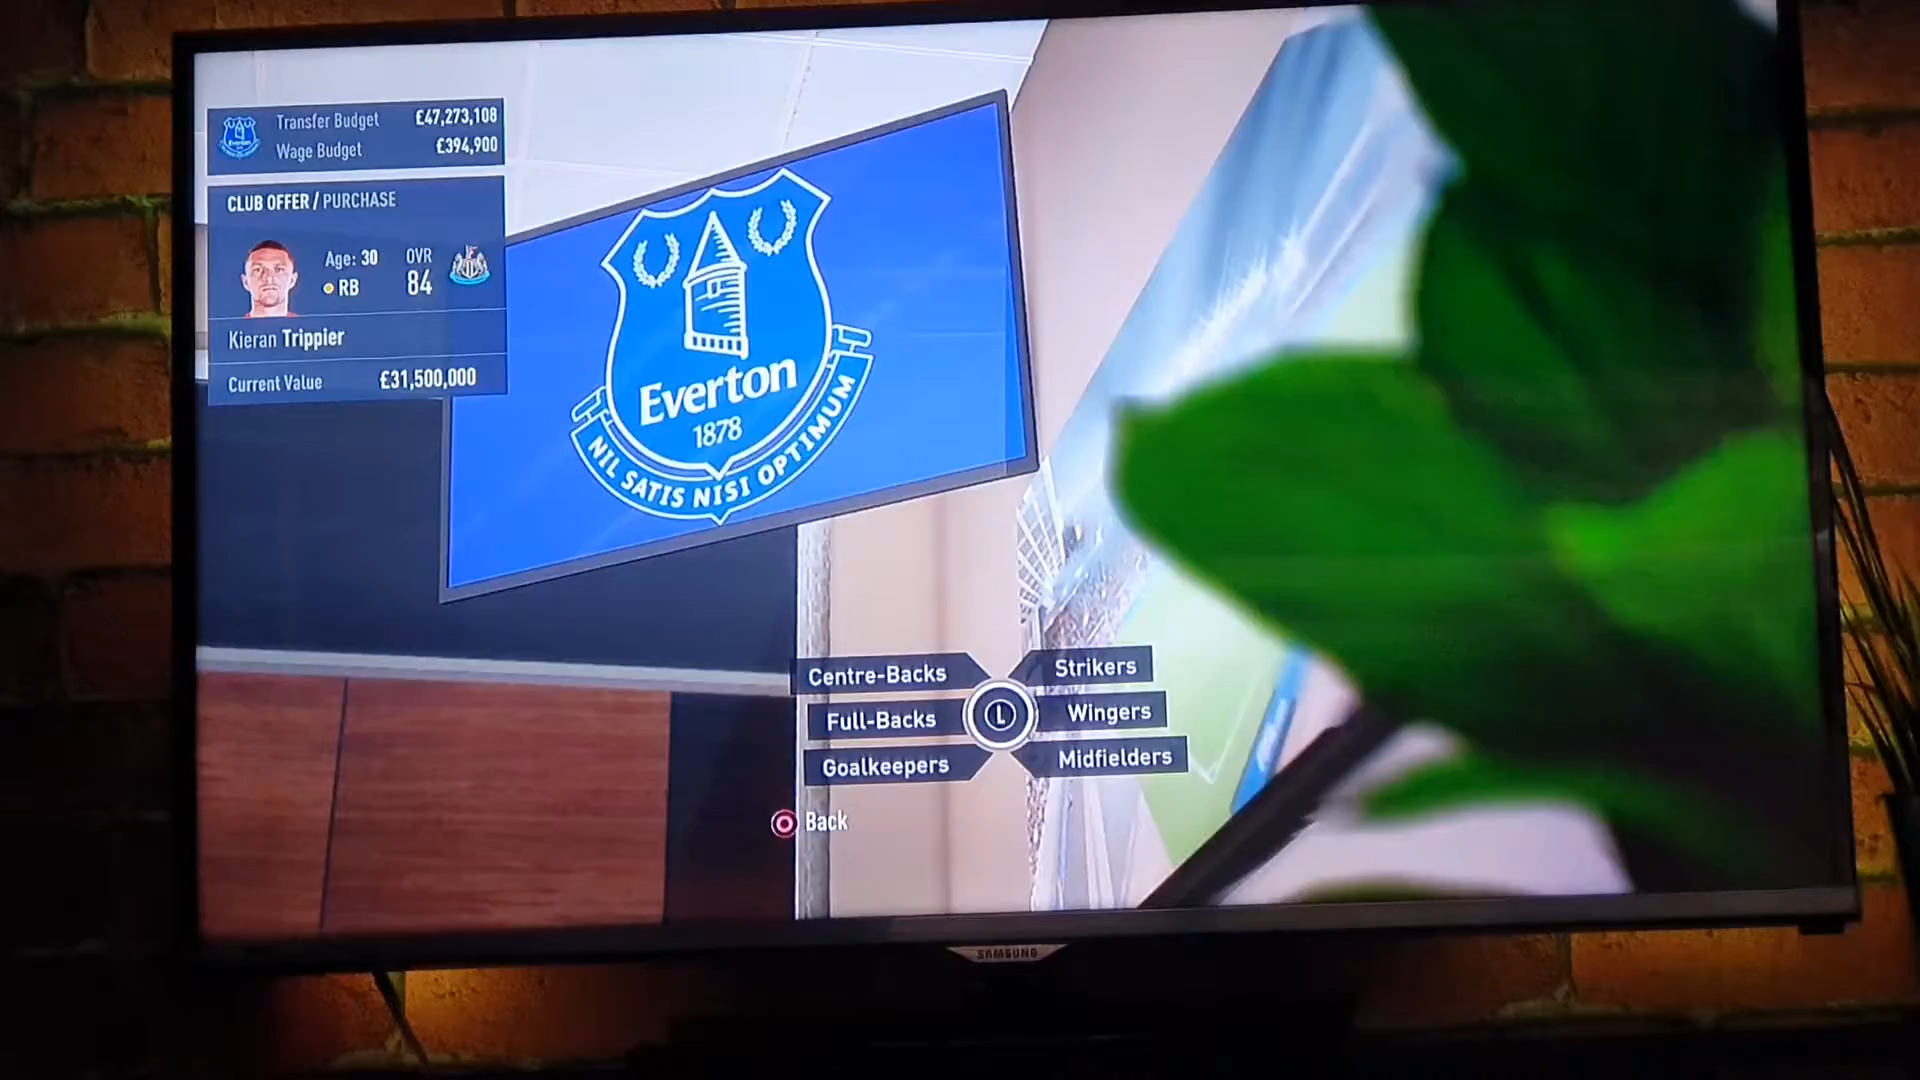 Transfer Budget £47,273,108
Wage Budget £394,900
CLUB OFFER / PURCHASE
Age: 30 OVR
RB 84
Kieran Trippier
Current Value £31,500,000
Everton
1878
NIL SATIS NISI OPTIMUM
Centre-Backs Strikers
Full-Backs L Wingers
Goalkeepers Midfielders
Back
SAMSUNG